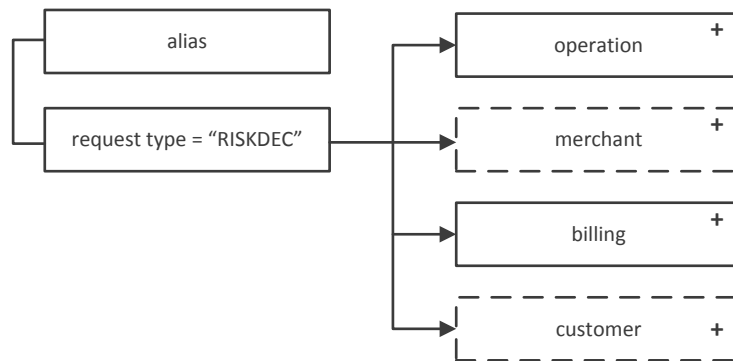 alias
request type = “RISKDEC”
operation
+
merchant
+
billing
+
customer
+